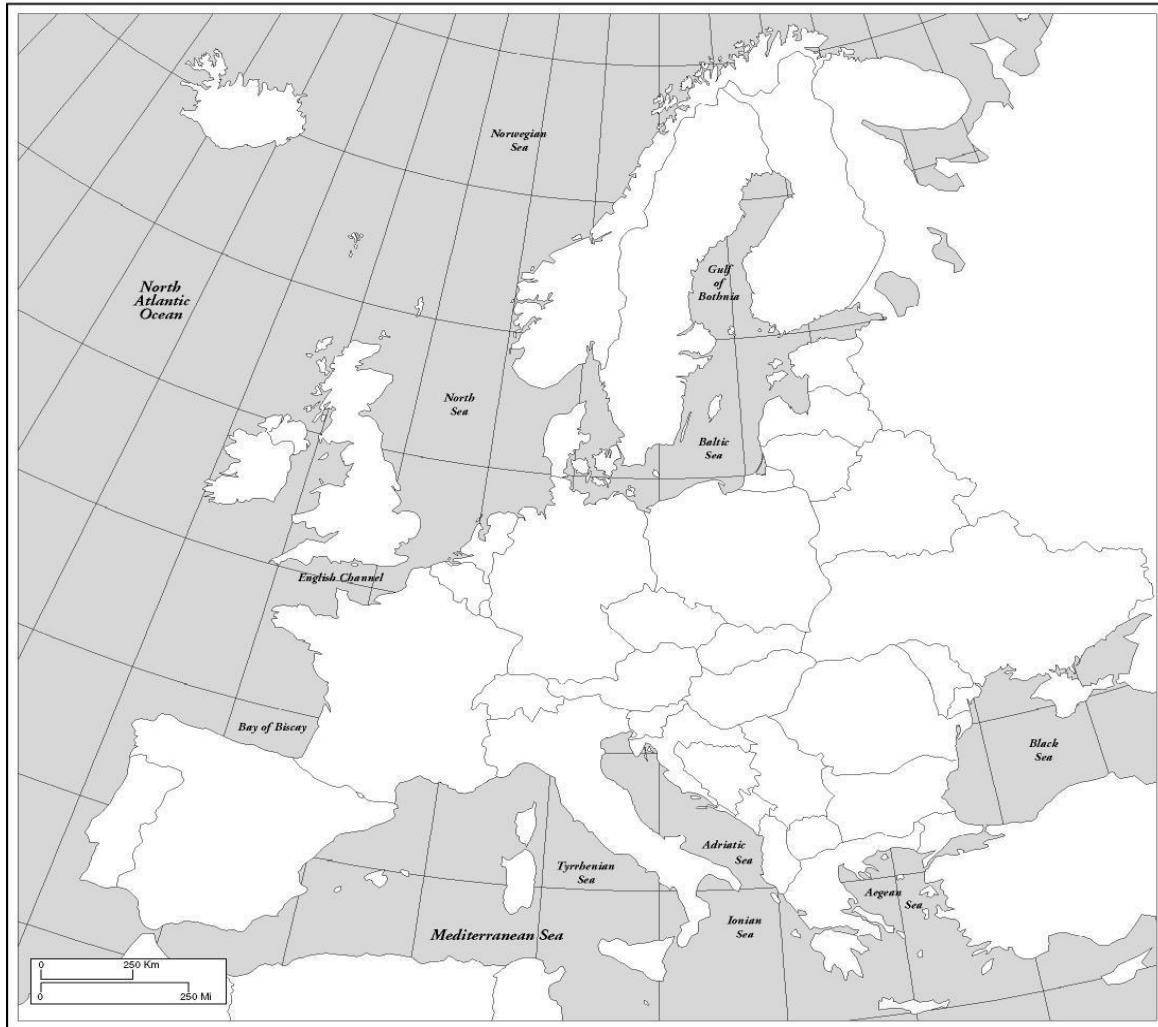 Norwegian
Sea
Gulf
of
Bothnia
North
Atlantic
Ocean
North
Sea
Baltic
Sea
English Channel
Bay of Biscay
Black
Sea
Adriatic
Sea
Tyrrhenian
Sea
Aegean
Sea
Ionian
Sea
Mediterranean Sea
0 250 Km
0 250 Mi